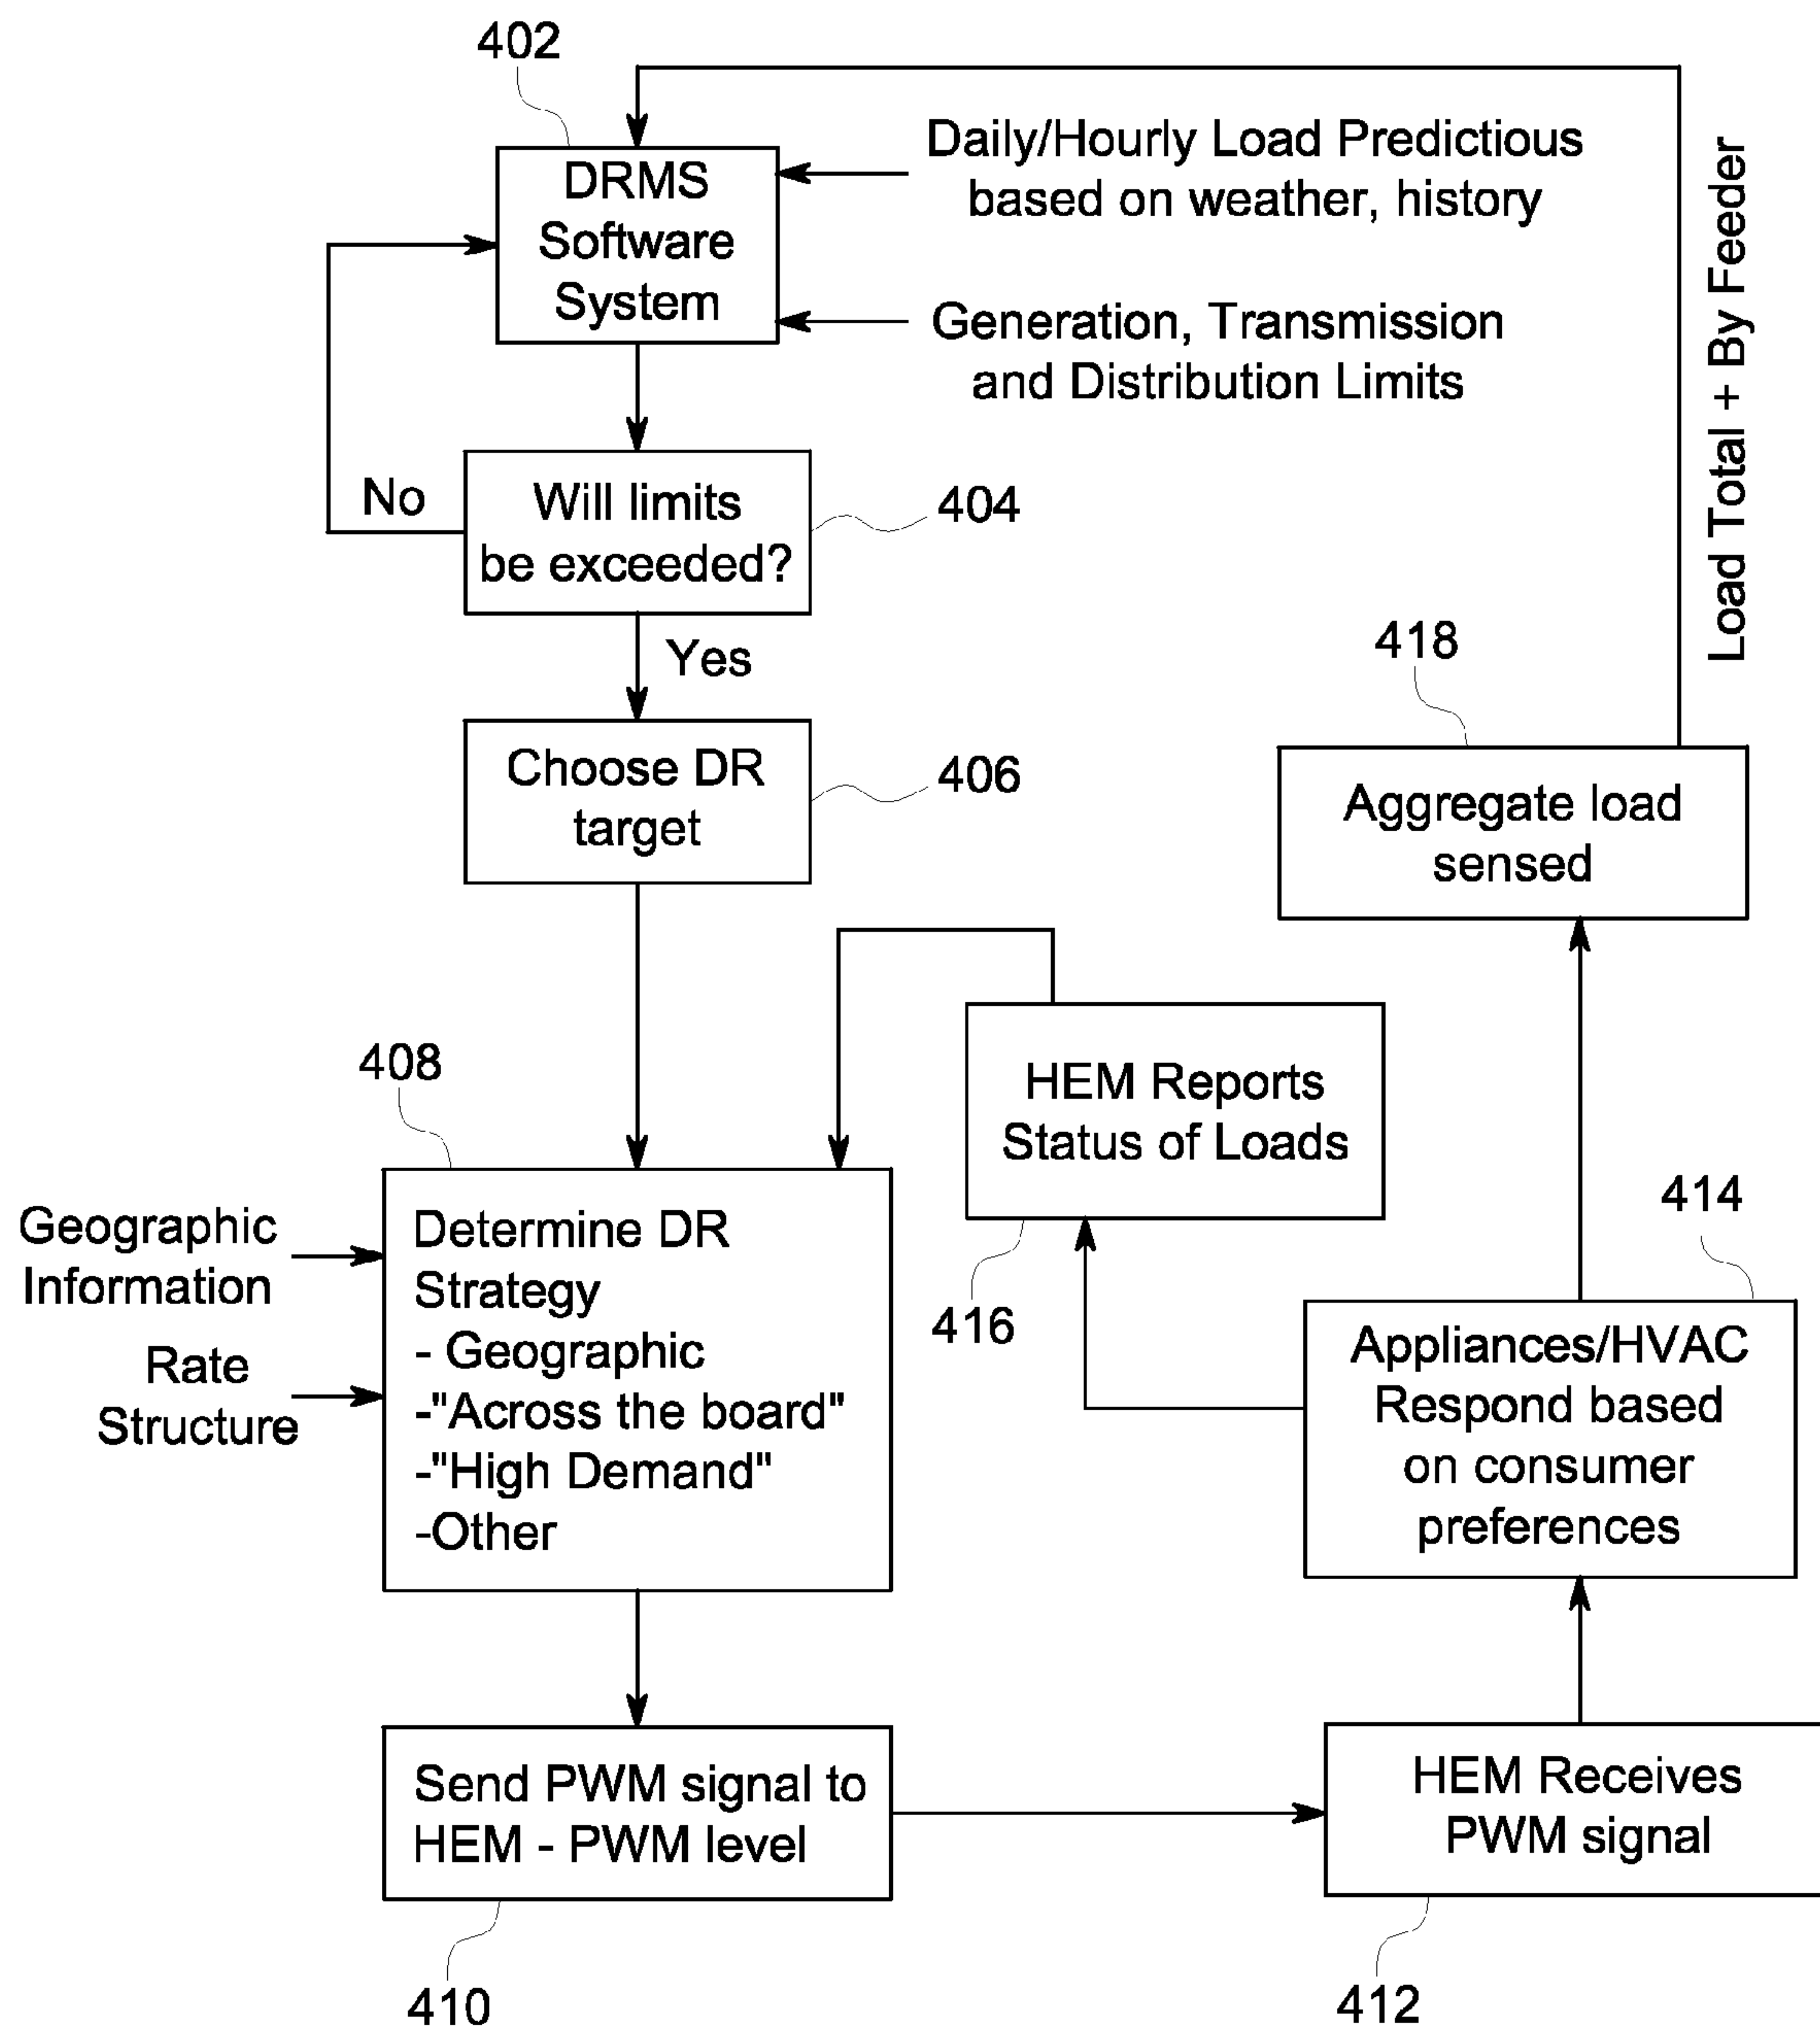 402
DRMS
Software
System
Daily/Hourly Load Predictious
based on weather, history
Generation, Transmission
and Distribution Limits
Load Total + By Feeder
No
Will limits
be exceeded?
404
Yes
Choose DR
target
406
418
Aggregate load
sensed
408
HEM Reports
Status of Loads
416
414
Geographic
Information
Rate
Structure
Determine DR
Strategy
- Geographic
-"Across the board"
-"High Demand"
-Other
Appliances/HVAC
Respond based
on consumer
preferences
Send PWM signal to
HEM - PWM level
410
HEM Receives
PWM signal
412